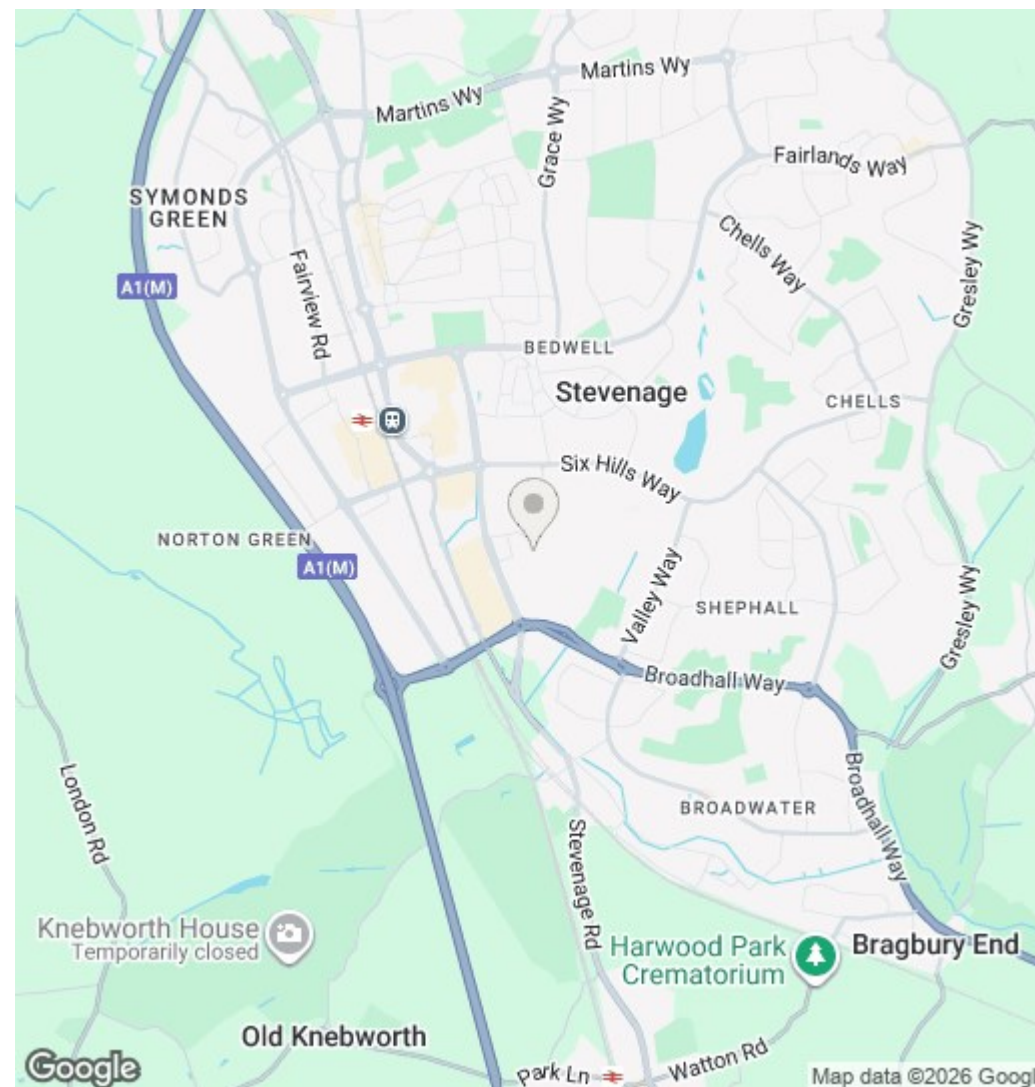 Martins Wy
Martins Wy
Grace Wy
Fairlands Way
SYMONDS
GREEN
Fairview Rd
Chells Way
Gresley Wy
A1(M)
BEDWELL
Stevenage
CHELLS
Six Hills Way
NORTON GREEN
A1(M)
Valley Way
SHEPHALL
Gresley Wy
Broadhall Way
London Rd
Stevenage Rd
BROADWATER
Broadhall Way
Knebworth House
Temporarily closed
Harwood Park
Crematorium
Bragbury End
Old Knebworth
Park Ln
Watton Rd
Google
Map data ©2026 Google